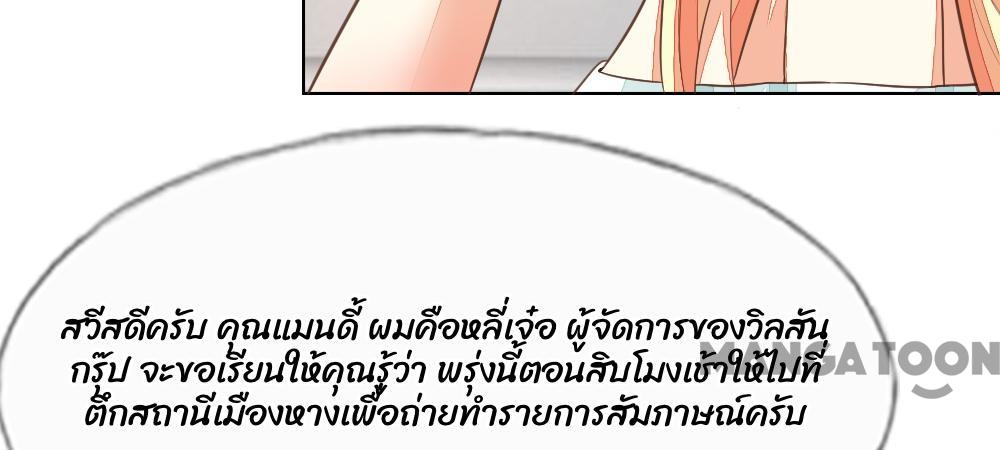 สวีสดีครับ คุณแมนดี้ ผมคือหลี่เจ๋อ ผู้จัดการของวิลสัน
กรุ๊ป จะขอเรียนให้คุณรู้ว่า พรุ่งนี้ตอนสิบโมงเช้าให้ไปที่
ตึกสถานีเมืองหางเพื่อถ่ายทำรายการสัมภาษณ์ครับ
MANGATOON